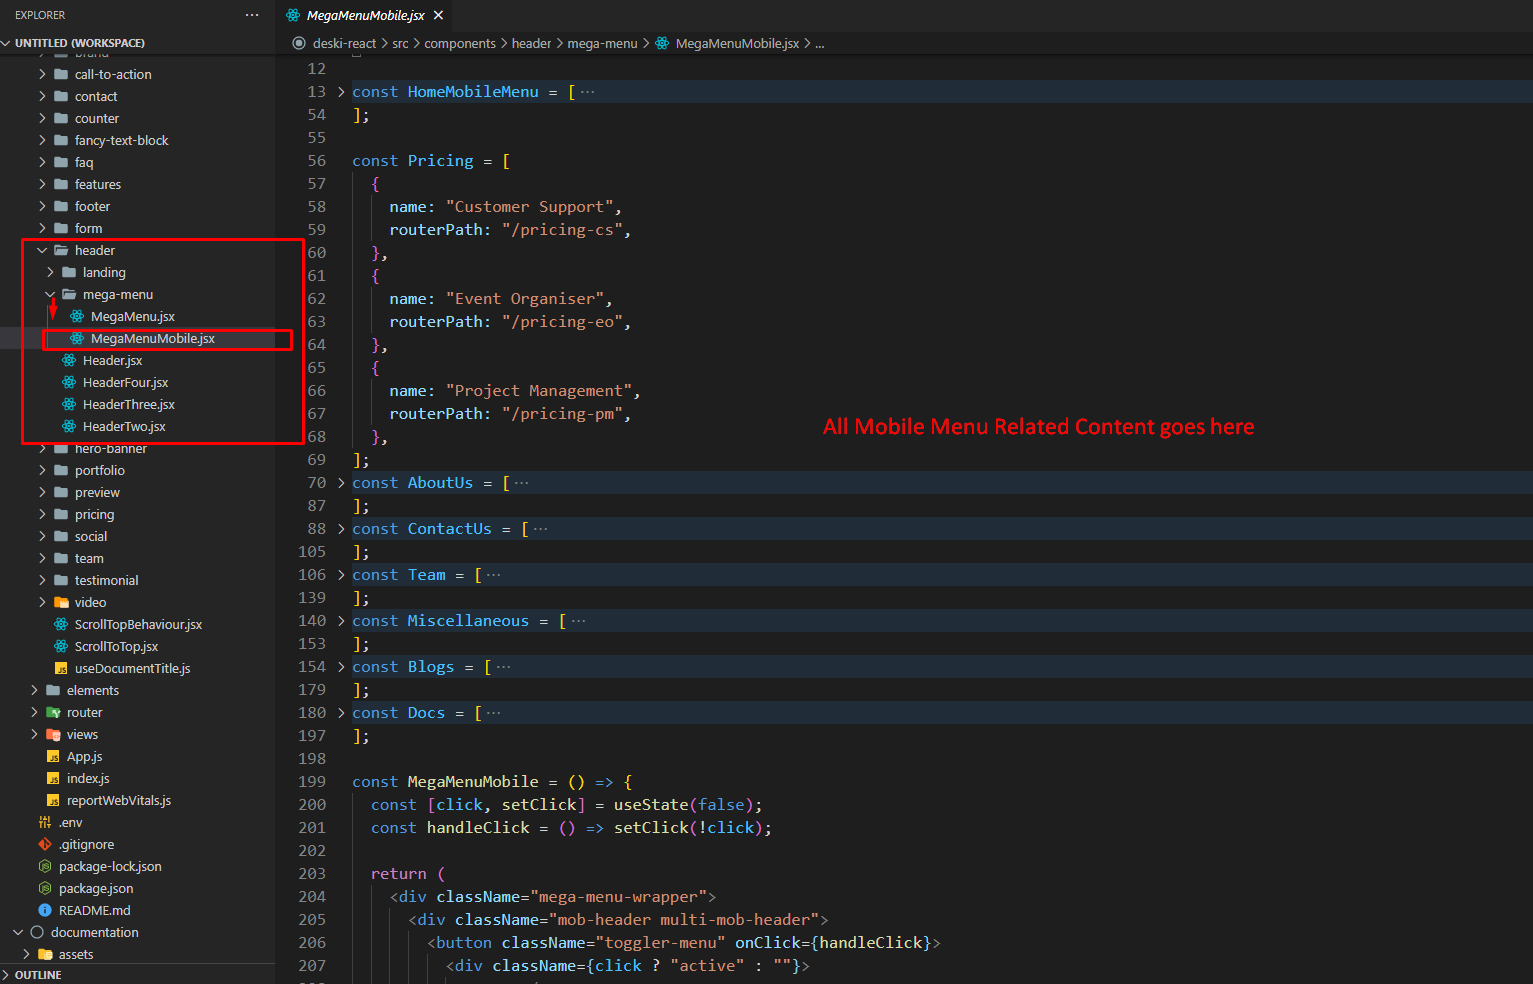 EXPLORER ···
UNTITLED (WORKSPACE)
brand
call-to-action
contact
counter
fancy-text-block
faq
features
footer
form
header
landing
mega-menu
MegaMenu.jsx
MegaMenuMobile.jsx
Header.jsx
HeaderFour.jsx
HeaderThree.jsx
HeaderTwo.jsx
hero-banner
portfolio
preview
pricing
social
team
testimonial
video
ScrollTopBehaviour.jsx
ScrollToTop.jsx
JS useDocumentTitle.js
elements
router
views
JS App.js
JS index.js
JS reportWebVitals.js
.env
.gitignore
package-lock.json
package.json
README.md
documentation
assets
OUTLINE
MegaMenuMobile.jsx ×
deski-react > src > components > header > mega-menu > MegaMenuMobile.jsx > ...
12
13 > const HomeMobileMenu = [ ···
54 ];
55
56 const Pricing = [
57 {
58 name: "Customer Support",
59 routerPath: "/pricing-cs",
60 },
61 {
62 name: "Event Organiser",
63 routerPath: "/pricing-eo",
64 },
65 {
66 name: "Project Management",
67 routerPath: "/pricing-pm",
68 },
69 ];
70 > const AboutUs = [ ···
87 ];
88 > const ContactUs = [ ···
105 ];
106 > const Team = [ ···
139 ];
140 > const Miscellaneous = [ ···
153 ];
154 > const Blogs = [ ···
179 ];
180 > const Docs = [ ···
197 ];
198
199 const MegaMenuMobile = () => {
200 const [click, setClick] = useState(false);
201 const handleClick = () => setClick(!click);
202
203 return (
204 <div className="mega-menu-wrapper">
205 <div className="mob-header multi-mob-header">
206 <button className="toggler-menu" onClick={handleClick}>
207 <div className={click ? "active" : ""}>
All Mobile Menu Related Content goes here